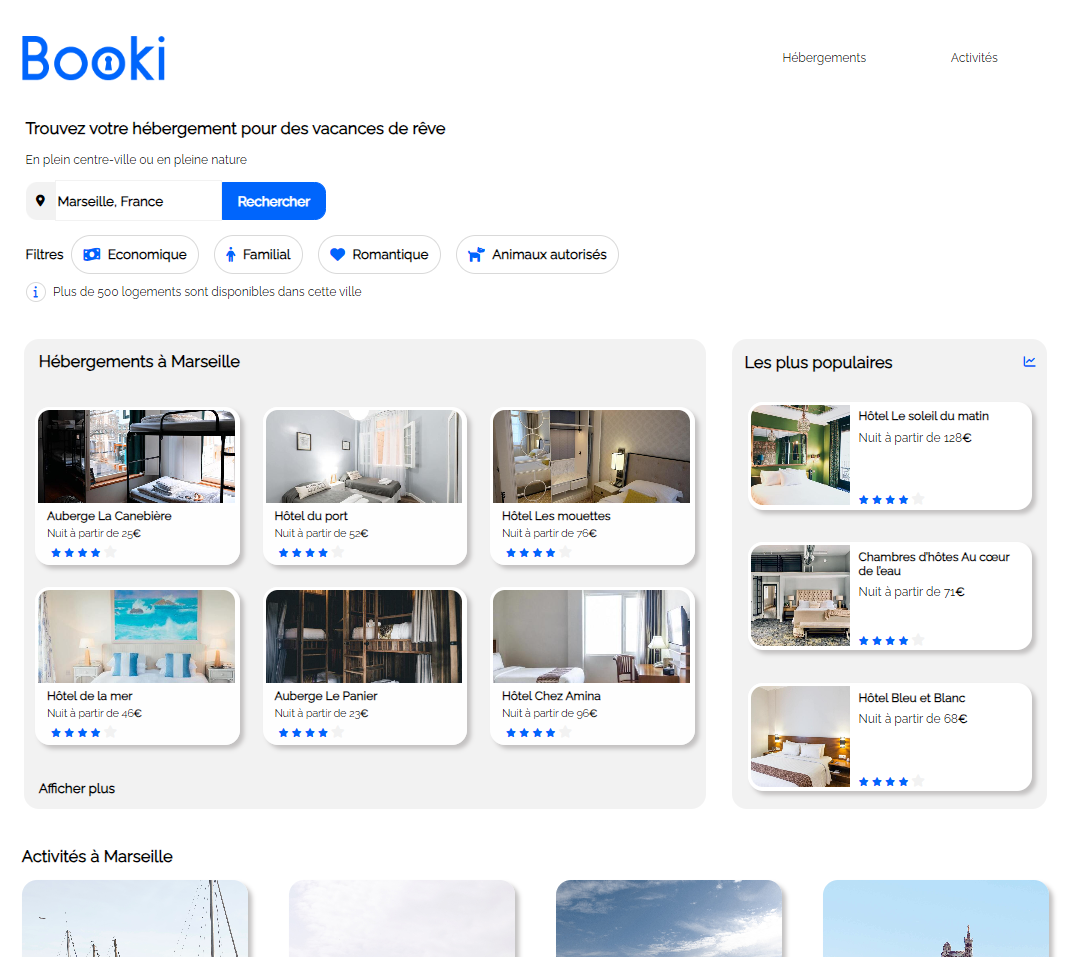 Booki
Hébergements
Activités
Trouvez votre hébergement pour des vacances de rêve
En plein centre-ville ou en pleine nature
Marseille, France
Rechercher
Filtres
Economique
Familial
Romantique
Animaux autorisés
Plus de 500 logements sont disponibles dans cette ville
Hébergements à Marseille
Auberge La Canebière
Nuit à partir de 25€
Hôtel du port
Nuit à partir de 52€
Hôtel Les mouettes
Nuit à partir de 76€
Hôtel de la mer
Nuit à partir de 46€
Auberge Le Panier
Nuit à partir de 23€
Hôtel Chez Amina
Nuit à partir de 96€
Afficher plus
Les plus populaires
Hôtel Le soleil du matin
Nuit à partir de 128€
Chambres d'hôtes Au cœur
de l'eau
Nuit à partir de 71€
Hôtel Bleu et Blanc
Nuit à partir de 68€
Activités à Marseille